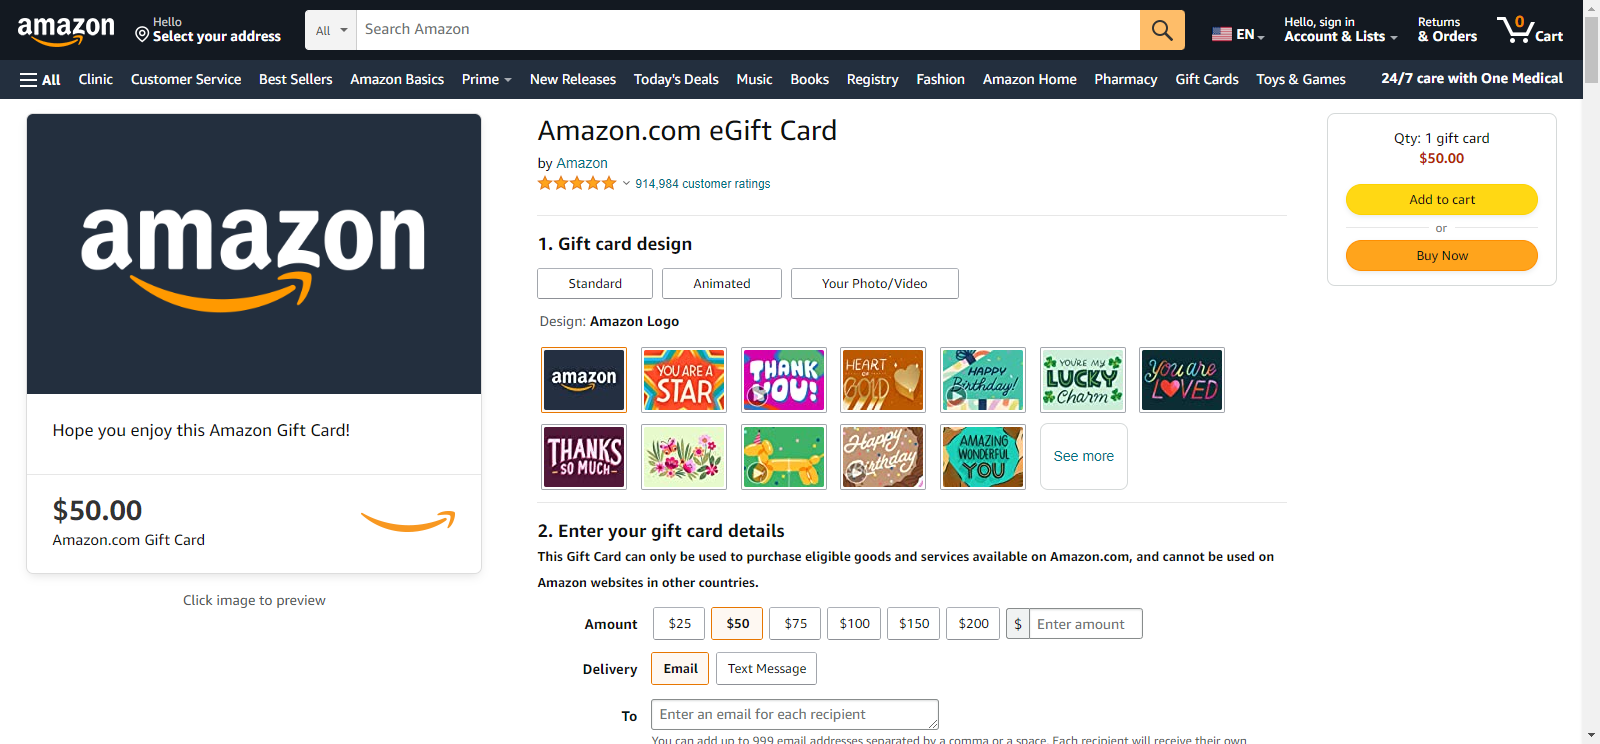 amazon
Hello
Select your address
All
Search Amazon
EN
Hello, sign in
Account & Lists
Returns
& Orders
0
Cart
All Clinic Customer Service Best Sellers Amazon Basics Prime New Releases Today's Deals Music Books Registry Fashion Amazon Home Pharmacy Gift Cards Toys & Games 24/7 care with One Medical
amazon
Hope you enjoy this Amazon Gift Card!
$50.00
Amazon.com Gift Card
Click image to preview
Amazon.com eGift Card
by Amazon
914,984 customer ratings
1. Gift card design
Standard Animated Your Photo/Video
Design: Amazon Logo
amazon
YOU ARE A
STAR
THANK
YOU!
HEART
OF
GOLD
HAPPY
Birthday!
YOU'RE MY
LUCKY
Charm
You are
LOVED
THANKS
SO MUCH
Happy
Birthday
AMAZING
WONDERFUL
YOU
See more
2. Enter your gift card details
This Gift Card can only be used to purchase eligible goods and services available on Amazon.com, and cannot be used on
Amazon websites in other countries.
Amount $25 $50 $75 $100 $150 $200 $ Enter amount
Delivery Email Text Message
To Enter an email for each recipient
You can add up to 999 email addresses separated by a comma or a space. Each recipient will receive their own
Qty: 1 gift card
$50.00
Add to cart
or
Buy Now